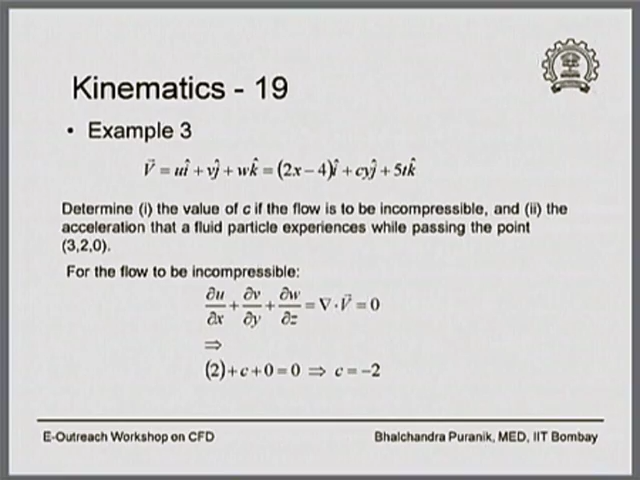 Kinematics - 19
• Example 3
V⃗ = uî + vĵ + wk̂ = (2x − 4)î + cyĵ + 5tk̂
Determine (i) the value of c if the flow is to be incompressible, and (ii) the
acceleration that a fluid particle experiences while passing the point
(3,2,0).
For the flow to be incompressible:
∂u/∂x + ∂v/∂y + ∂w/∂z = ∇ · V⃗ = 0
⇒
(2) + c + 0 = 0 ⇒ c = −2
E-Outreach Workshop on CFD
Bhalchandra Puranik, MED, IIT Bombay